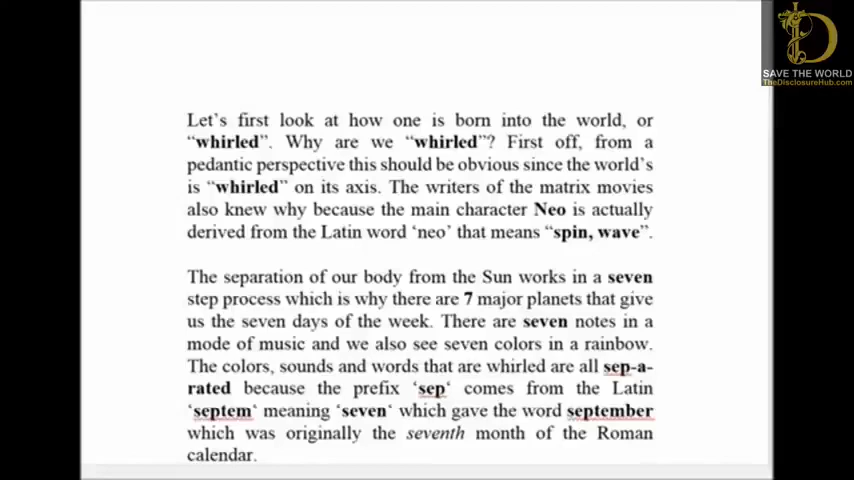 D
SAVE THE WORLD
TheDisclosureHub.com
Let's first look at how one is born into the world, or
“whirled”. Why are we “whirled”? First off, from a
pedantic perspective this should be obvious since the world's
is “whirled” on its axis. The writers of the matrix movies
also knew why because the main character Neo is actually
derived from the Latin word ‘neo’ that means “spin, wave”.
The separation of our body from the Sun works in a seven
step process which is why there are 7 major planets that give
us the seven days of the week. There are seven notes in a
mode of music and we also see seven colors in a rainbow.
The colors, sounds and words that are whirled are all sep-a-
rated because the prefix ‘sep‘ comes from the Latin
‘septem‘ meaning ‘seven‘ which gave the word september
which was originally the seventh month of the Roman
calendar.